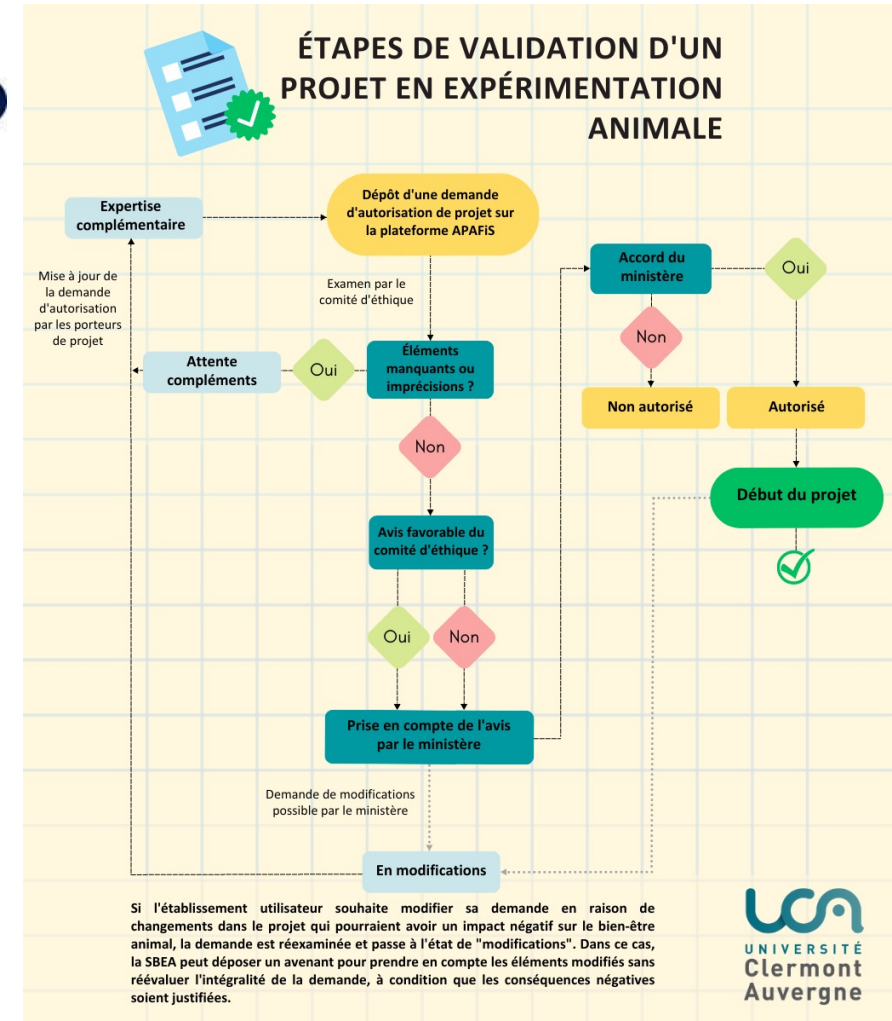 ÉTAPES DE VALIDATION D'UN
PROJET EN EXPÉRIMENTATION
ANIMALE
Dépôt d'une demande
d'autorisation de projet sur
la plateforme APAFiS
Expertise
complémentaire
Mise à jour de
la demande
d'autorisation
par les porteurs
de projet
Examen par le
comité d'éthique
Éléments
manquants ou
imprécisions ?
Oui
Attente
compléments
Non
Avis favorable du
comité d'éthique ?
Oui
Non
Prise en compte de l'avis
par le ministère
Accord du
ministère
Oui
Non
Non autorisé
Autorisé
Début du projet
Demande de modifications
possible par le ministère
En modifications
Si l'établissement utilisateur souhaite modifier sa demande en raison de
changements dans le projet qui pourraient avoir un impact négatif sur le bien-être
animal, la demande est réexaminée et passe à l'état de "modifications". Dans ce cas,
la SBEA peut déposer un avenant pour prendre en compte les éléments modifiés sans
réévaluer l'intégralité de la demande, à condition que les conséquences négatives
soient justifiées.
UCA
UNIVERSITÉ
Clermont
Auvergne